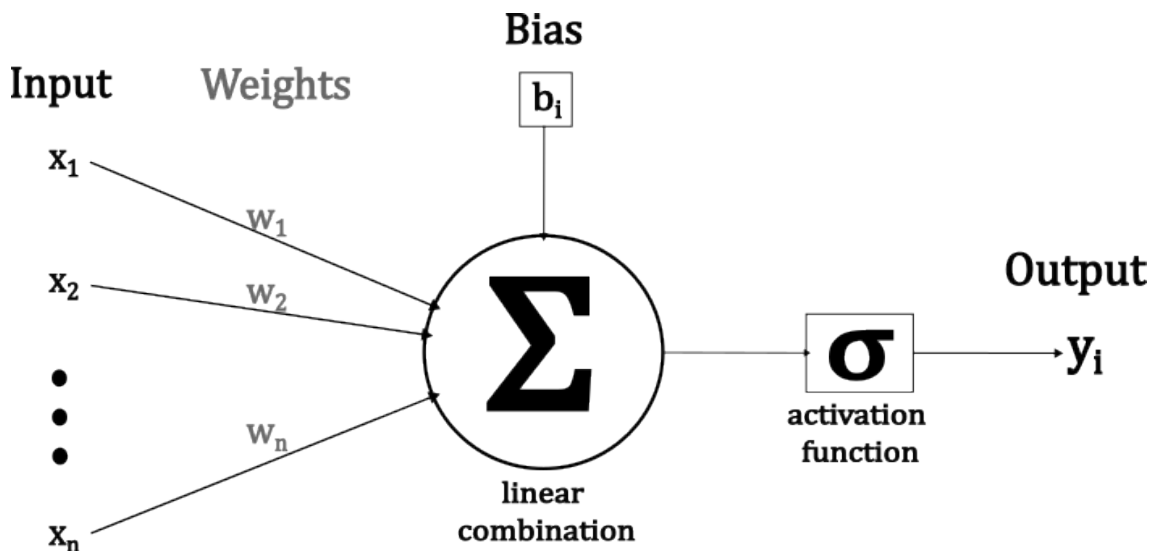 Bias
Input
Weights
bᵢ
x₁
w₁
x₂
w₂
Σ
Output
σ
yᵢ
activation
function
wₙ
linear
combination
xₙ